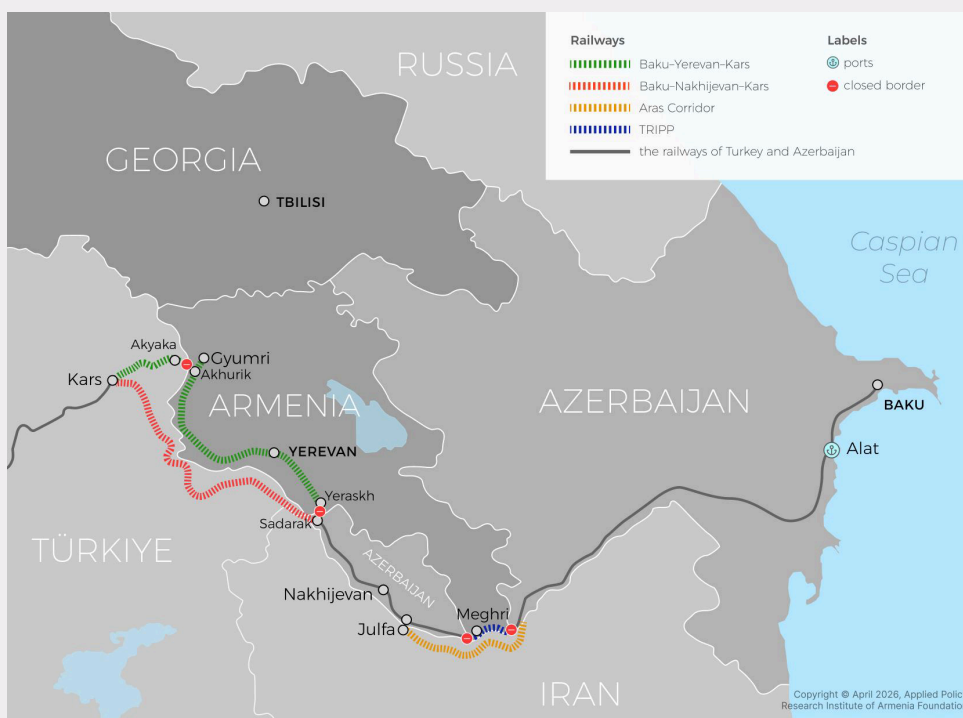 Railways
Baku-Yerevan-Kars
Baku-Nakhijevan-Kars
Aras Corridor
TRIPP
the railways of Turkey and Azerbaijan
Labels
ports
closed border
RUSSIA
GEORGIA
TBILISI
Caspian
Sea
Akyaka
Gyumri
Akhurik
Kars
ARMENIA
AZERBAIJAN
BAKU
Alat
YEREVAN
Yeraskh
Sadarak
TÜRKIYE
AZERBAIJAN
Nakhijevan
Meghri
Julfa
IRAN
Copyright © April 2026, Applied Polic
Research Institute of Armenia Foundatio